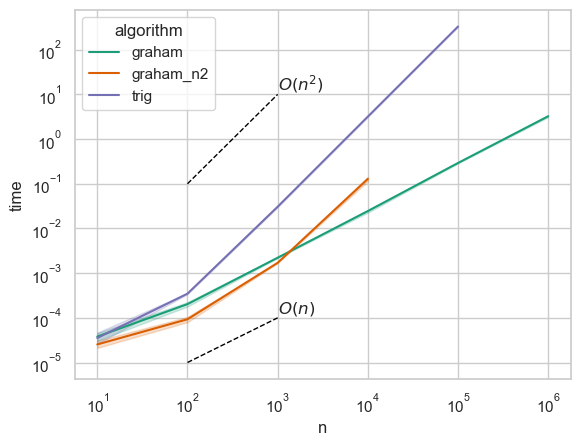 algorithm
graham
graham_n2
trig
O(n²)
O(n)
time
10²
10¹
10⁰
10⁻¹
10⁻²
10⁻³
10⁻⁴
10⁻⁵
10¹ 10² 10³ 10⁴ 10⁵ 10⁶
n